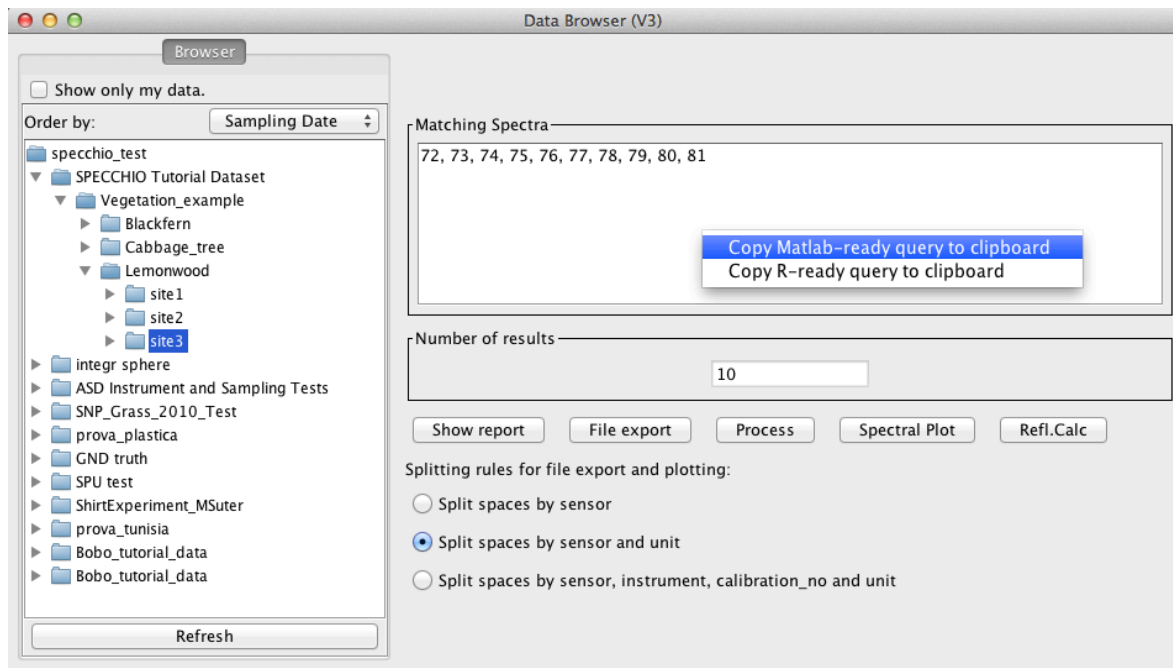 Data Browser (V3)
Browser
Show only my data.
Order by: Sampling Date
specchio_test
SPECCHIO Tutorial Dataset
Vegetation_example
Blackfern
Cabbage_tree
Lemonwood
site1
site2
site3
integr sphere
ASD Instrument and Sampling Tests
SNP_Grass_2010_Test
prova_plastica
GND truth
SPU test
ShirtExperiment_MSuter
prova_tunisia
Bobo_tutorial_data
Bobo_tutorial_data
Refresh
Matching Spectra
72, 73, 74, 75, 76, 77, 78, 79, 80, 81
Copy Matlab-ready query to clipboard
Copy R-ready query to clipboard
Number of results
10
Show report File export Process Spectral Plot Refl.Calc
Splitting rules for file export and plotting:
Split spaces by sensor
Split spaces by sensor and unit
Split spaces by sensor, instrument, calibration_no and unit